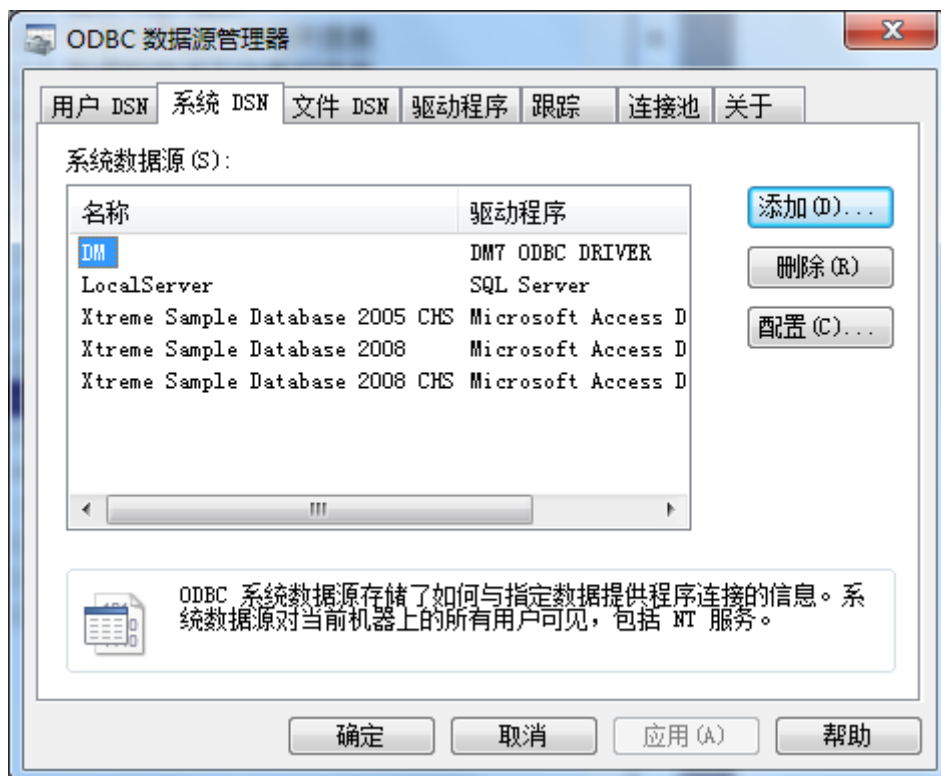 ODBC 数据源管理器
用户 DSN 系统 DSN 文件 DSN 驱动程序 跟踪 连接池 关于
系统数据源(S):
名称 驱动程序
DM DM7 ODBC DRIVER
LocalServer SQL Server
Xtreme Sample Database 2005 CHS Microsoft Access D
Xtreme Sample Database 2008 Microsoft Access D
Xtreme Sample Database 2008 CHS Microsoft Access D
添加(D)...
删除(R)
配置(C)...
ODBC 系统数据源存储了如何与指定数据提供程序连接的信息。系
统数据源对当前机器上的所有用户可见，包括 NT 服务。
确定 取消 应用(A) 帮助